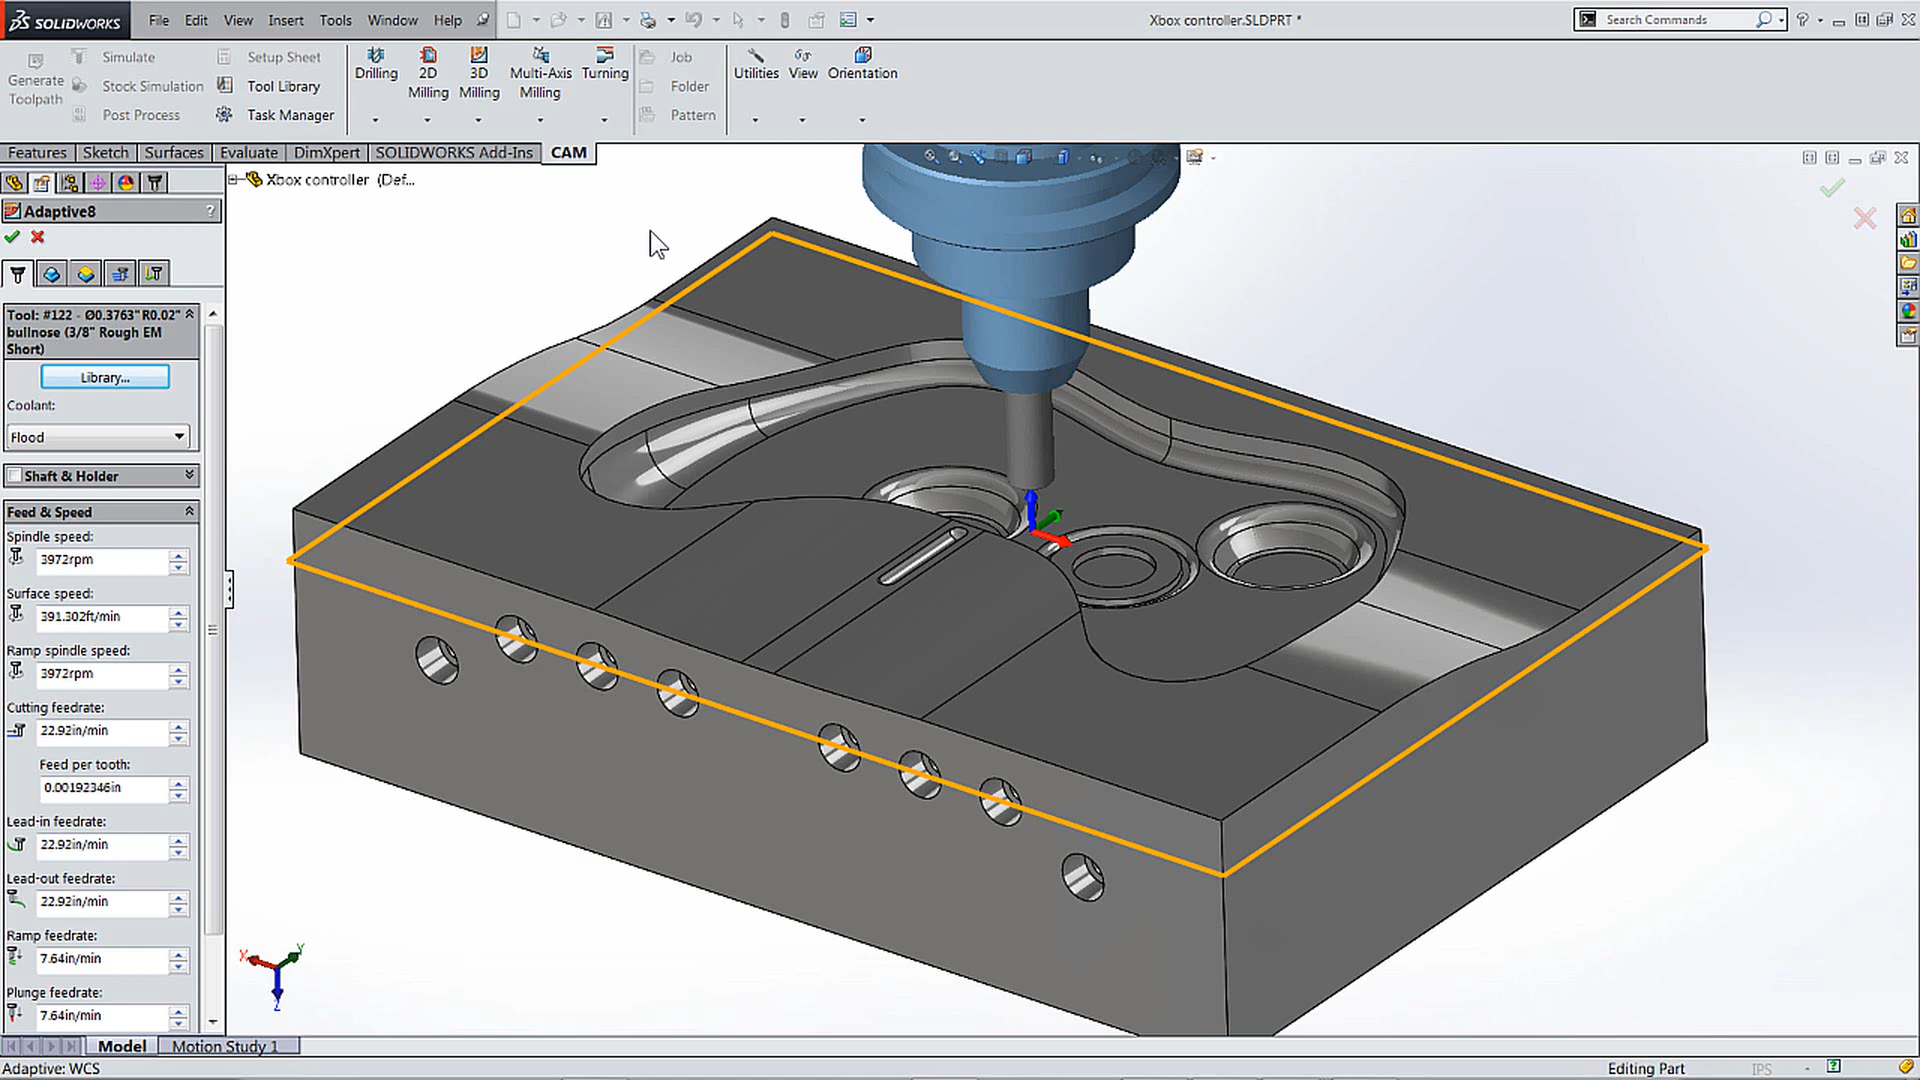 SOLIDWORKS File Edit View Insert Tools Window Help Xbox controller.SLDPRT * Search Commands
Generate Toolpath
Simulate
Stock Simulation
Post Process
Setup Sheet
Tool Library
Task Manager
Drilling
2D Milling
3D Milling
Multi-Axis Milling
Turning
Job
Folder
Pattern
Utilities
View
Orientation
Features Sketch Surfaces Evaluate DimXpert SOLIDWORKS Add-Ins CAM
Xbox controller (Def...
Adaptive8 ?
Tool: #122 - Ø0.3763"R0.02"
bullnose (3/8" Rough EM
Short)
Library...
Coolant:
Flood
Shaft & Holder
Feed & Speed
Spindle speed:
3972rpm
Surface speed:
391.302ft/min
Ramp spindle speed:
3972rpm
Cutting feedrate:
22.92in/min
Feed per tooth:
0.00192346in
Lead-in feedrate:
22.92in/min
Lead-out feedrate:
22.92in/min
Ramp feedrate:
7.64in/min
Plunge feedrate:
7.64in/min
X Y
Z
Model Motion Study 1
Adaptive: WCS Editing Part IPS